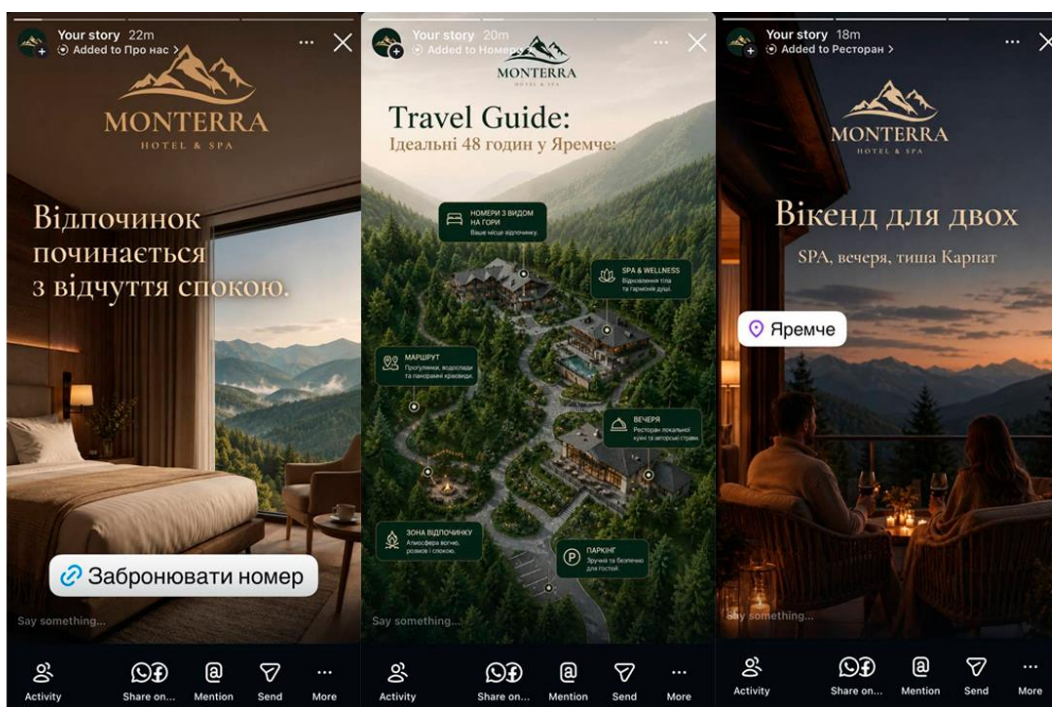 Your story 22m
Added to Про нас >
MONTERRA
HOTEL & SPA
Відпочинок
починається
з відчуття спокою.
Забронювати номер
Say something...
Activity
Share on...
Mention
Send
More
Your story 20m
Added to Номери >
MONTERRA
HOTEL & SPA
Travel Guide:
Ідеальні 48 годин у Яремче:
НОМЕРИ З ВИДОМ
НА ГОРИ
Ваше місце відпочинку.
SPA & WELLNESS
Відновлення тіла
та гармонія душі.
МАРШРУТ
Прогулянки, водоспади
та панорамні краєвиди.
ВЕЧЕРЯ
Ресторан локальної
кухні та авторські страви.
ЗОНА ВІДПОЧИНКУ
Атмосфера вогню,
розмов і спокою.
P
ПАРКІНГ
Зручно та безпечно
для гостей.
Say something...
Activity
Share on...
Mention
Send
More
Your story 18m
Added to Ресторан >
MONTERRA
HOTEL & SPA
Вікенд для двох
SPA, вечеря, тиша Карпат
Яремче
Say something...
Activity
Share on...
Mention
Send
More